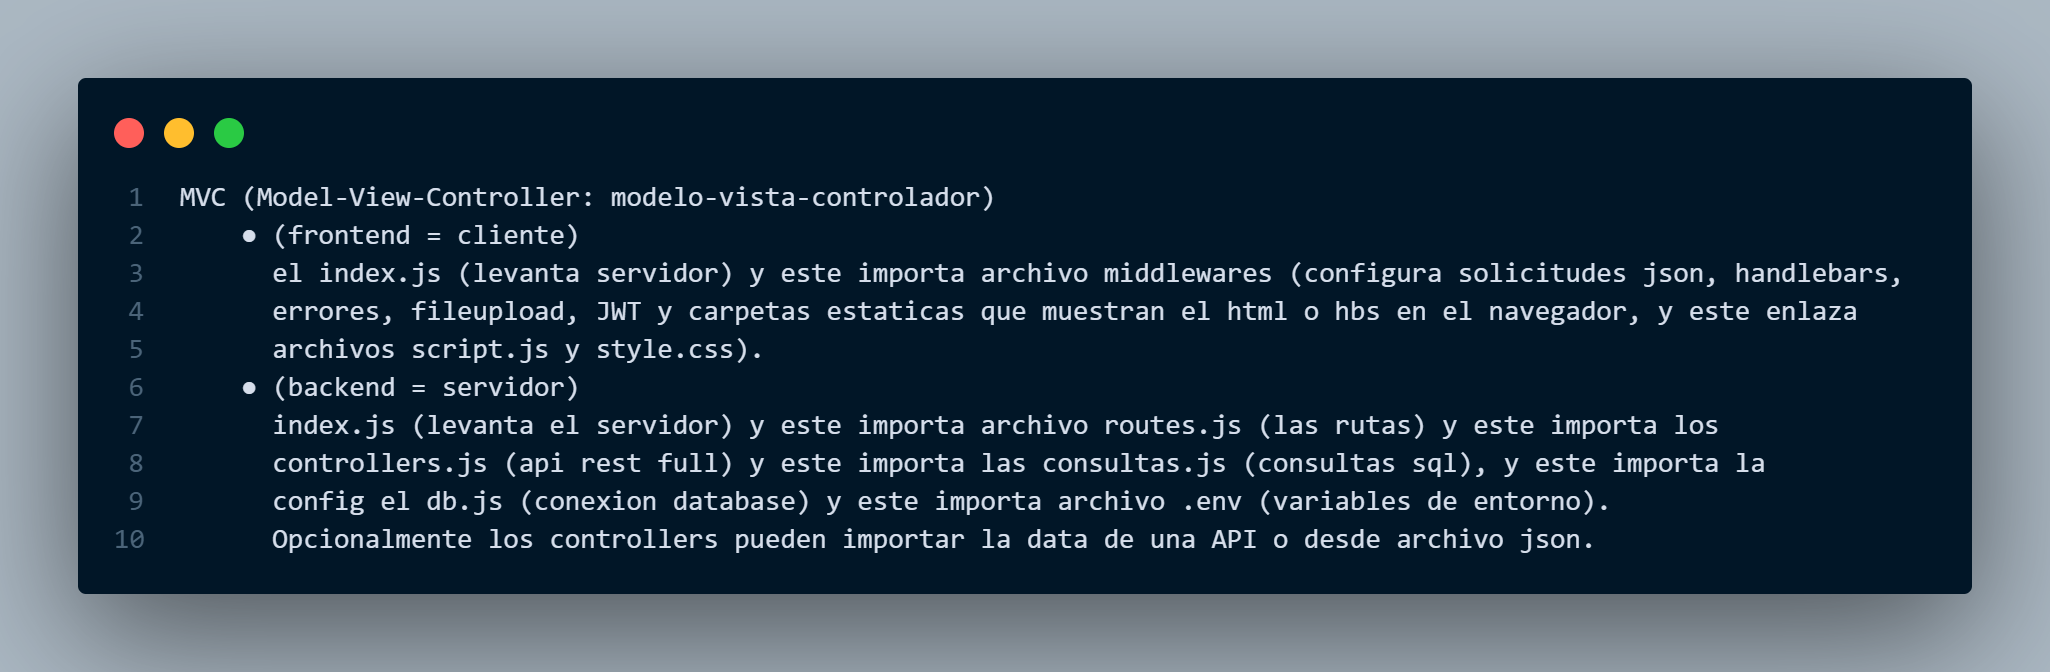 1 MVC (Model-View-Controller: modelo-vista-controlador)
2 ● (frontend = cliente)
3 el index.js (levanta servidor) y este importa archivo middlewares (configura solicitudes json, handlebars,
4 errores, fileupload, JWT y carpetas estaticas que muestran el html o hbs en el navegador, y este enlaza
5 archivos script.js y style.css).
6 ● (backend = servidor)
7 index.js (levanta el servidor) y este importa archivo routes.js (las rutas) y este importa los
8 controllers.js (api rest full) y este importa las consultas.js (consultas sql), y este importa la
9 config el db.js (conexion database) y este importa archivo .env (variables de entorno).
10 Opcionalmente los controllers pueden importar la data de una API o desde archivo json.